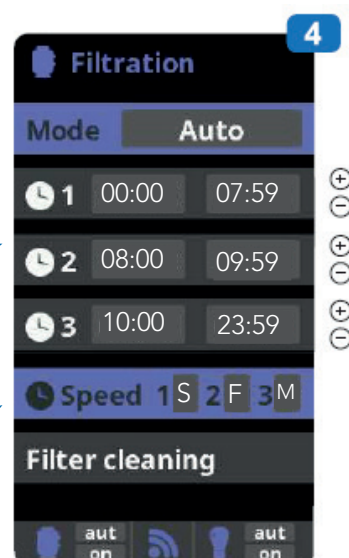 4
Filtration
Mode Auto
1 00:00 07:59
2 08:00 09:59
3 10:00 23:59
Speed 1 S 2 F 3 M
Filter cleaning
aut aut
on on